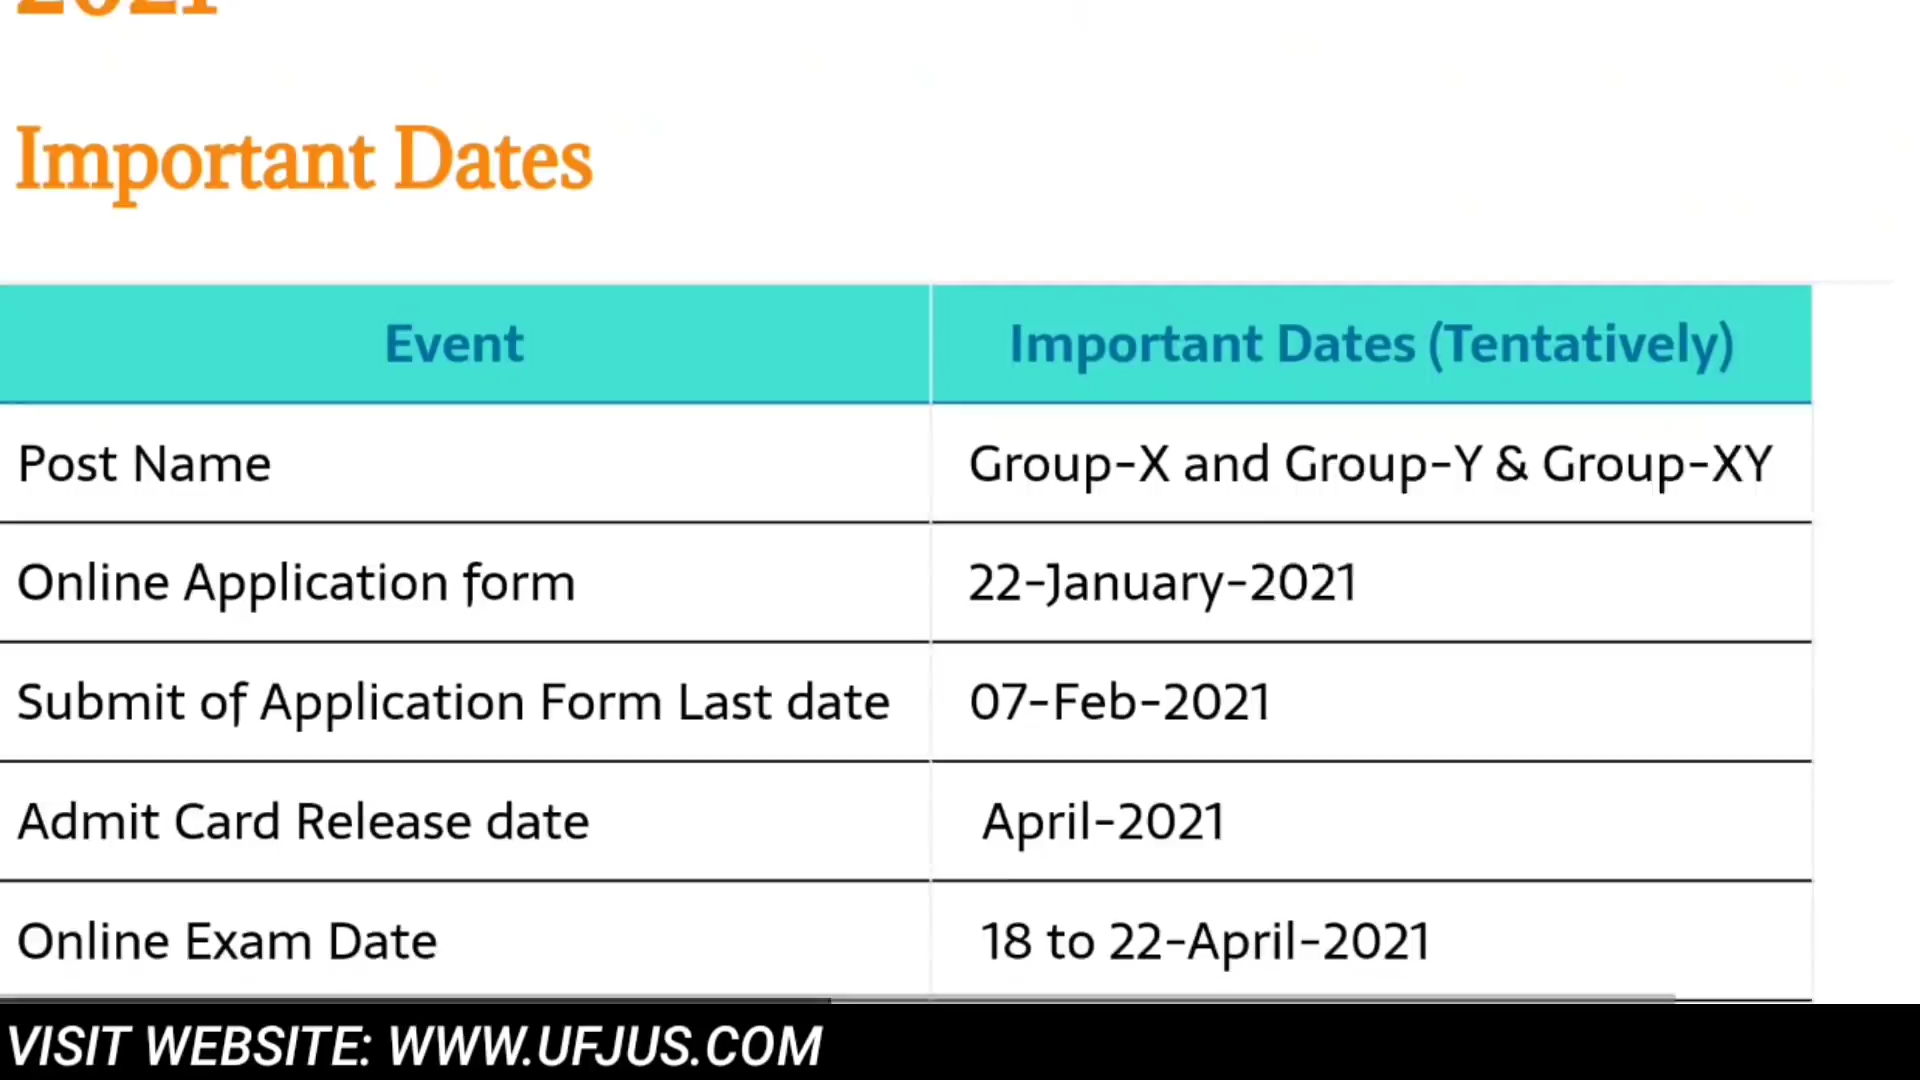 2021
Important Dates
Event Important Dates (Tentatively)
Post Name Group-X and Group-Y & Group-XY
Online Application form 22-January-2021
Submit of Application Form Last date 07-Feb-2021
Admit Card Release date April-2021
Online Exam Date 18 to 22-April-2021
VISIT WEBSITE: WWW.UFJUS.COM